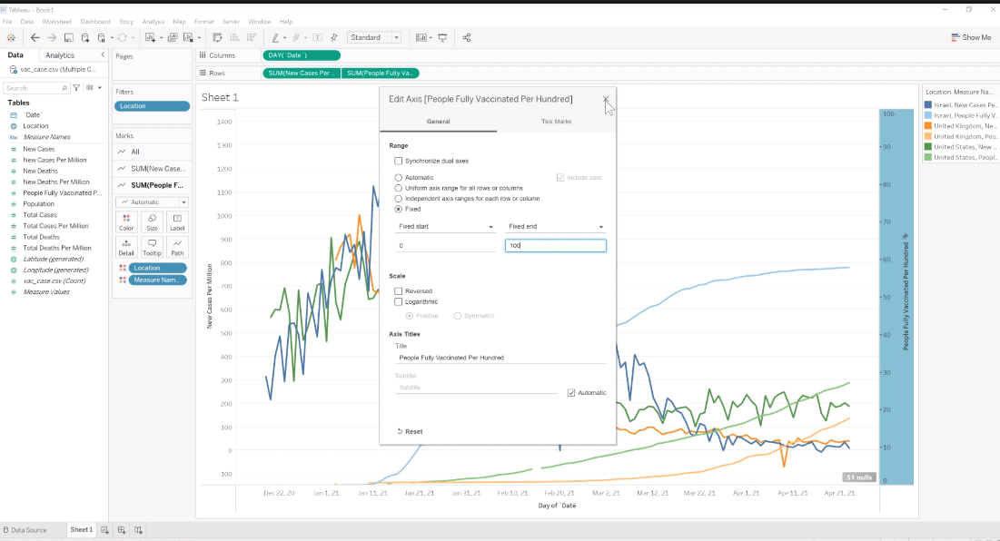 Tableau - Book1
File Data Worksheet Dashboard Story Analysis Map Format Server Window Help
Standard
Show Me
Data Analytics
Pages
Columns DAY(`Date`)
Rows SUM(New Cases Per .. SUM(People Fully Va..
vac_case.csv (Multiple C...
Search
Tables
`Date`
Location
Abc Measure Names
New Cases
New Cases Per Million
New Deaths
New Deaths Per Million
People Fully Vaccinated P...
Population
Total Cases
Total Cases Per Million
Total Deaths
Total Deaths Per Million
Latitude (generated)
Longitude (generated)
vac_case.csv (Count)
Measure Values
Filters
Location
Marks
All
SUM(New Case...
SUM(People F...
Automatic
Color Size Label
Detail Tooltip Path
Location
Measure Nam..
Sheet 1
1400
1300
1200
1100
1000
900
800
700
600
500
400
300
200
100
0
100
New Cases Per Million
Edit Axis [People Fully Vaccinated Per Hundred]
General Tick Marks
Range
Synchronize dual axes
Automatic Include zero
Uniform axis range for all rows or columns
Independent axis ranges for each row or column
Fixed
Fixed start Fixed end
0 100
Scale
Reversed
Logarithmic
Positive Symmetric
Axis Titles
Title
People Fully Vaccinated Per Hundred
Subtitle
Subtitle Automatic
Reset
100
90
80
70
60
50
40
30
20
10
0
People Fully Vaccinated Per Hundred
51 nulls
Dec 22, 20 Jan 1, 21 Jan 11, 21 Jan 21, 21 Jan 31, 21 Feb 10, 21 Feb 20, 21 Mar 2, 21 Mar 12, 21 Mar 22, 21 Apr 1, 21 Apr 11, 21 Apr 21, 21
Day of `Date`
Location, Measure Na...
Israel, New Cases Pe..
Israel, People Fully V..
United Kingdom, Ne..
United Kingdom, Peo..
United States, New ..
United States, Peopl..
Data Source Sheet 1